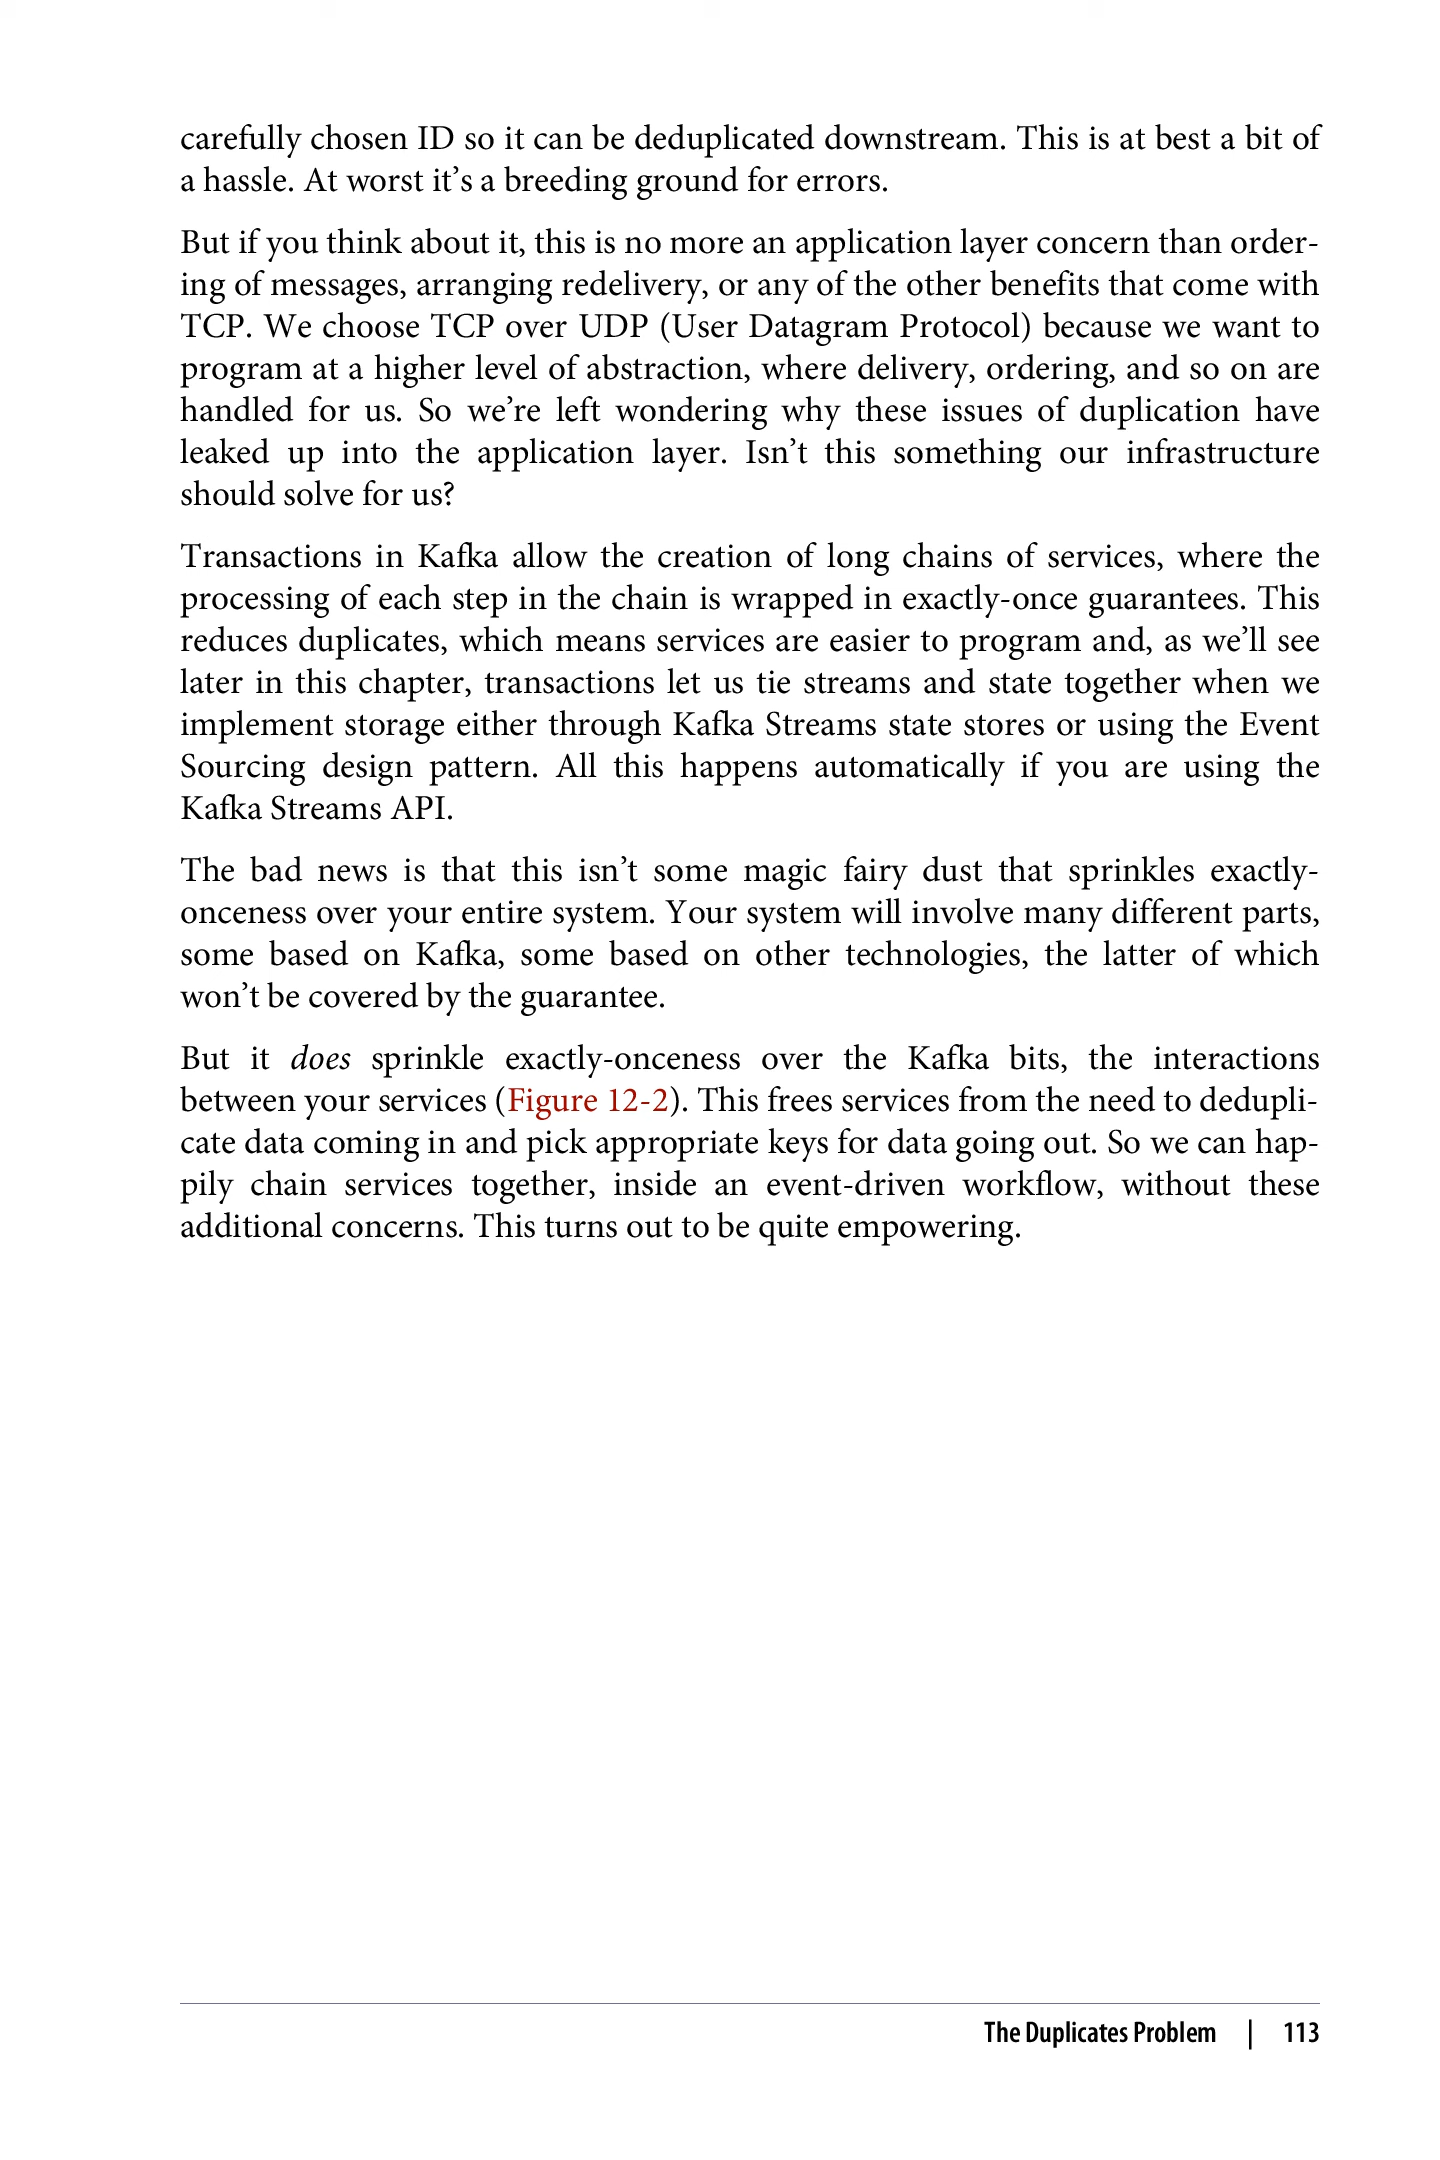 carefully chosen ID so it can be deduplicated downstream. This is at best a bit of
a hassle. At worst it’s a breeding ground for errors.
But if you think about it, this is no more an application layer concern than order-
ing of messages, arranging redelivery, or any of the other benefits that come with
TCP. We choose TCP over UDP (User Datagram Protocol) because we want to
program at a higher level of abstraction, where delivery, ordering, and so on are
handled for us. So we’re left wondering why these issues of duplication have
leaked up into the application layer. Isn’t this something our infrastructure
should solve for us?
Transactions in Kafka allow the creation of long chains of services, where the
processing of each step in the chain is wrapped in exactly-once guarantees. This
reduces duplicates, which means services are easier to program and, as we’ll see
later in this chapter, transactions let us tie streams and state together when we
implement storage either through Kafka Streams state stores or using the Event
Sourcing design pattern. All this happens automatically if you are using the
Kafka Streams API.
The bad news is that this isn’t some magic fairy dust that sprinkles exactly-
onceness over your entire system. Your system will involve many different parts,
some based on Kafka, some based on other technologies, the latter of which
won’t be covered by the guarantee.
But it does sprinkle exactly-onceness over the Kafka bits, the interactions
between your services (Figure 12-2). This frees services from the need to dedupli-
cate data coming in and pick appropriate keys for data going out. So we can hap-
pily chain services together, inside an event-driven workflow, without these
additional concerns. This turns out to be quite empowering.
The Duplicates Problem | 113